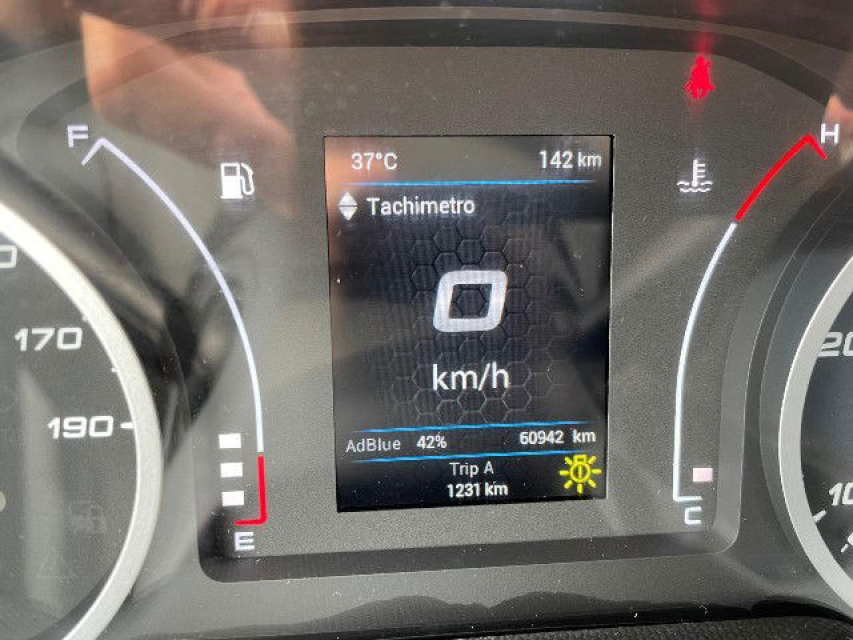 F
H
37°C
142 km
Tachimetro
0
km/h
170
190
AdBlue 42%
60942 km
Trip A
1231 km
E
C